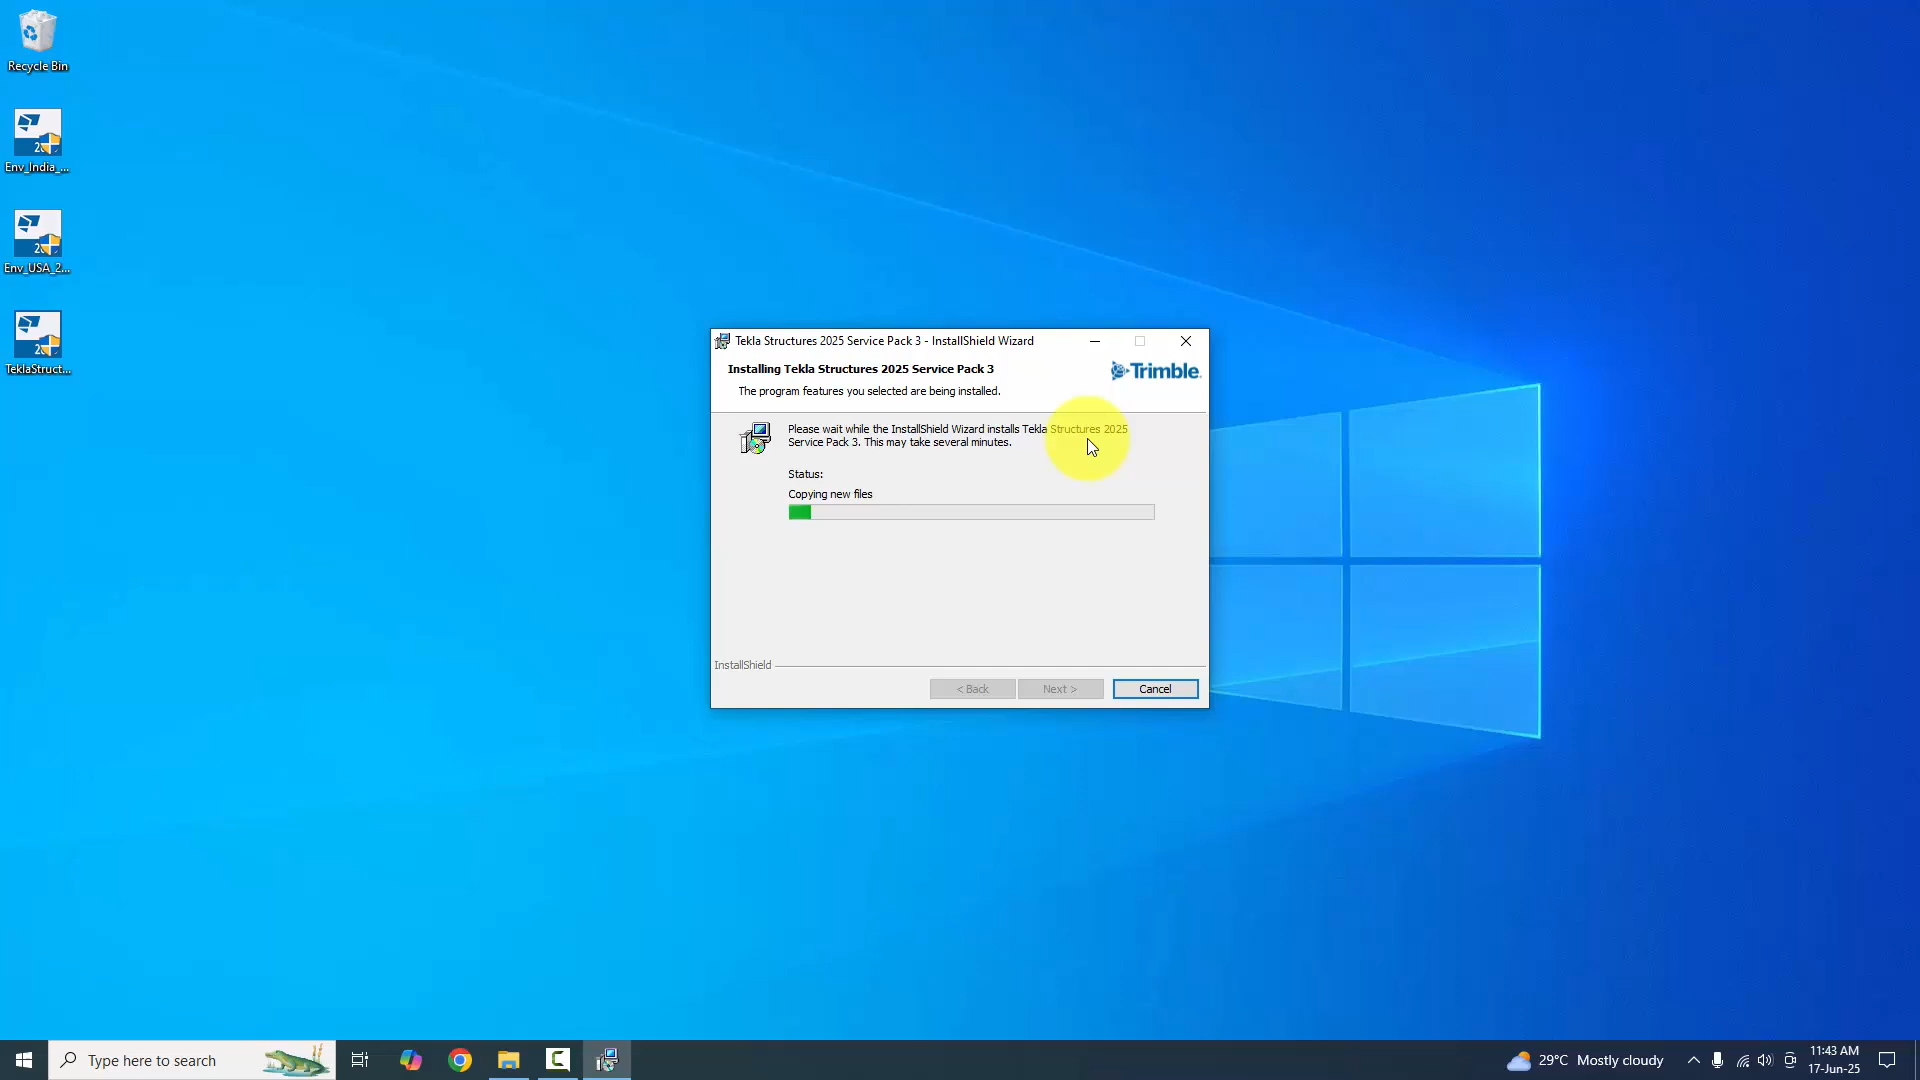 Recycle Bin
Env_India_...
Env_USA_2...
TeklaStruct...
Tekla Structures 2025 Service Pack 3 - InstallShield Wizard
Installing Tekla Structures 2025 Service Pack 3
The program features you selected are being installed.
Trimble.
Please wait while the InstallShield Wizard installs Tekla Structures 2025
Service Pack 3. This may take several minutes.
Status:
Copying new files
InstallShield
< Back
Next >
Cancel
Type here to search
29°C Mostly cloudy
11:43 AM
17-Jun-25